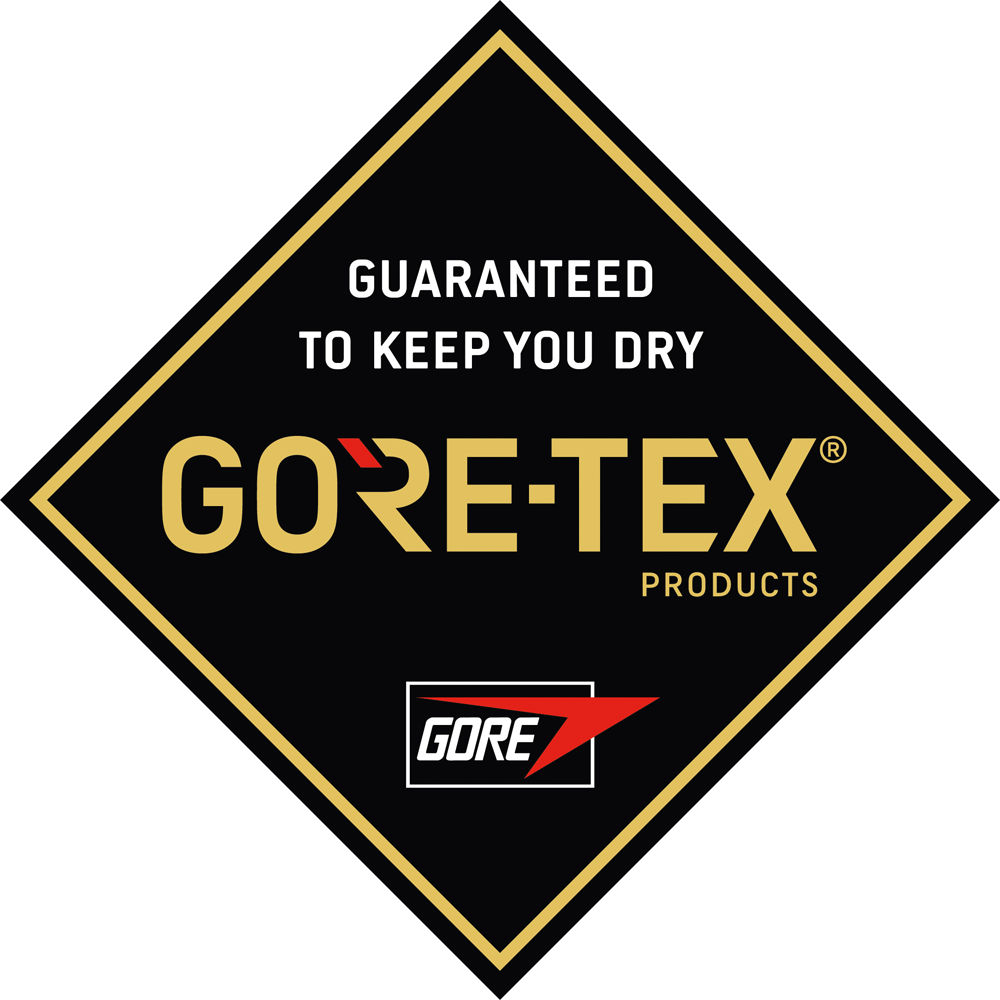 GUARANTEED
TO KEEP YOU DRY
GORE-TEX®
PRODUCTS
GORE